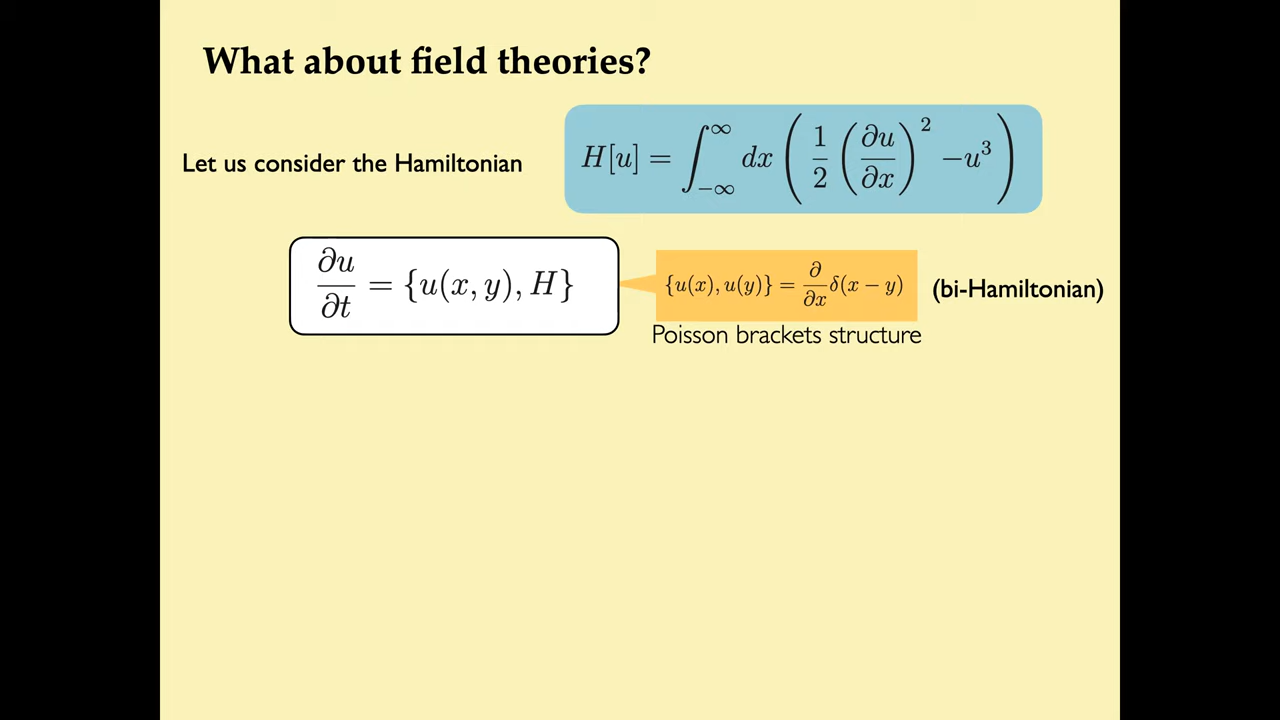 What about field theories?
Let us consider the Hamiltonian
H[u] = ∫_{-∞}^{∞} dx ( 1/2 ( ∂u/∂x )^2 − u^3 )
∂u/∂t = {u(x, y), H}
{u(x), u(y)} = ∂/∂x δ(x − y)
(bi-Hamiltonian)
Poisson brackets structure